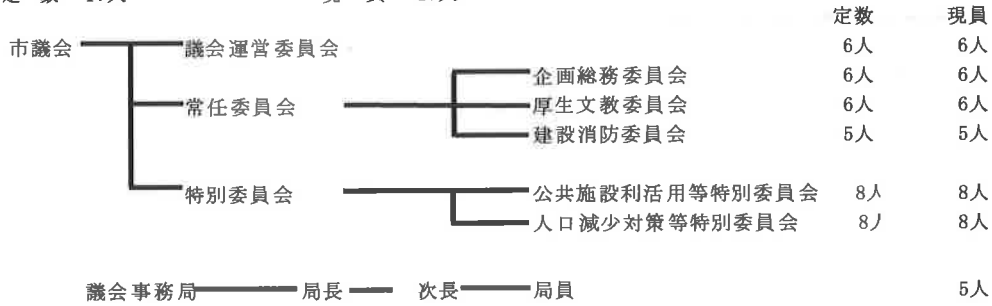 定数 現員
市議会 議会運営委員会 6人 6人
企画総務委員会 6人 6人
常任委員会 厚生文教委員会 6人 6人
建設消防委員会 5人 5人
特別委員会 公共施設利活用等特別委員会 8人 8人
人口減少対策等特別委員会 8人 8人
議会事務局 局長 次長 局員 5人